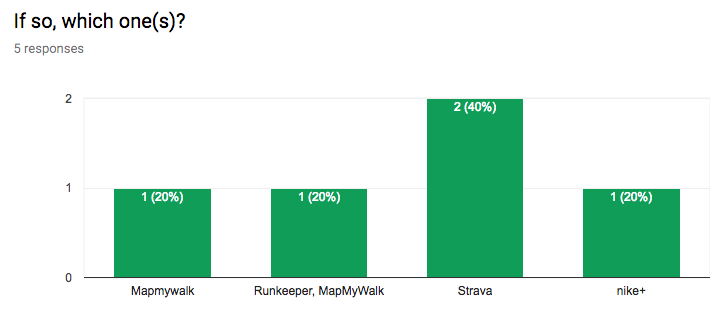 If so, which one(s)?
5 responses
2
2 (40%)
1
1 (20%)
1 (20%)
1 (20%)
0
Mapmywalk
Runkeeper, MapMyWalk
Strava
nike+